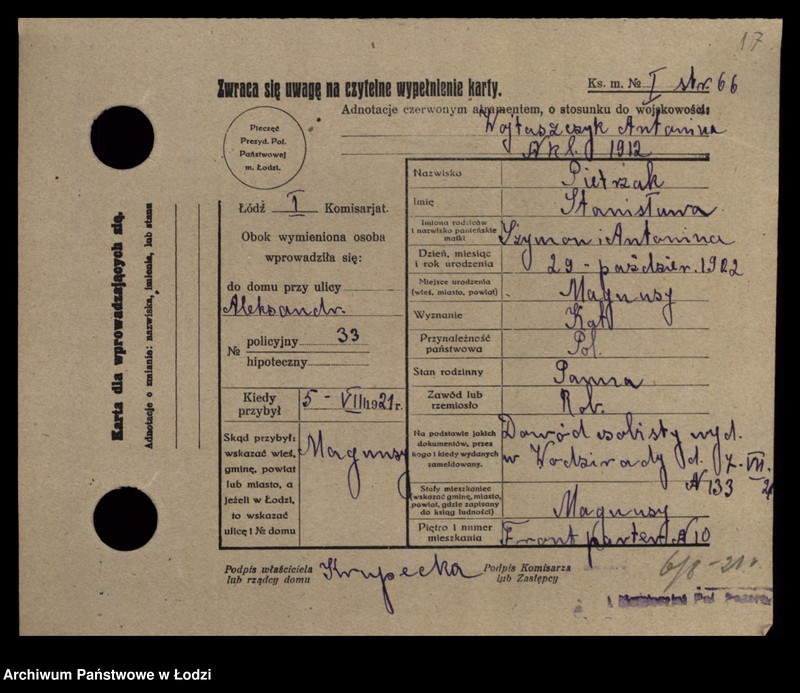 17
Zwraca się uwagę na czytelne wypełnienie karty.
Ks. m. № I str. 66
Adnotacje czerwonym atramentem, o stosunku do wojskowości:
Wojtaszczyk Antonina
1912
Pieczęć
Prezyd. Pol.
Państwowej
m. Łodzi.
Łódź I Komisarjat.
Obok wymieniona osoba
wprowadziła się:
do domu przy ulicy
Aleksandr.
№ policyjny 33
hipoteczny
Kiedy przybył 5 - VII 1921 r.
Skąd przybył:
wskazać wieś,
gminę, powiat
lub miasto, a
jeżeli w Łodzi,
to wskazać
ulicę i № domu
Magnusy
Nazwisko Pietrzak
Imię Stanisława
Imiona rodziców
i nazwisko panieńskie
matki
Szymon i Antonina
Dzień, miesiąc
i rok urodzenia
29 - paździer. 1902
Miejsce urodzenia
(wieś, miasto, powiat)
Magnusy
Wyznanie Kat
Przynależność
państwowa
Pol.
Stan rodzinny Panna
Zawód lub
rzemiosło
Rob.
Na podstawie jakich
dokumentów, przez
kogo i kiedy wydanych
zameldowany.
Dowód osobisty wyd.
w Wodzirady d. 7-VII
№ 133 21
Stały mieszkaniec
(wskazać gminę, miasto,
powiat, gdzie zapisany
do ksiąg ludności)
Magnusy
Piętro i numer
mieszkania
Front parter № 10
Podpis właściciela
lub rządcy domu
Krupecka
Podpis Komisarza
lub Zastępcy
6/8-21 r.
Karta dla wprowadzających się.
Adnotacje o zmianie: nazwiska, imienia, lub stanu
Archiwum Państwowe w Łodzi